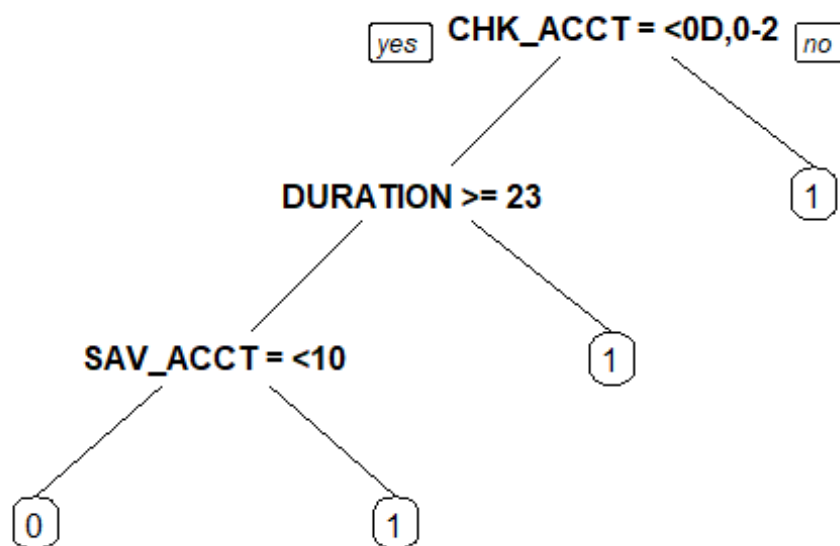 yes CHK_ACCT = <0D,0-2 no
1
DURATION >= 23
1
SAV_ACCT = <10
0 1